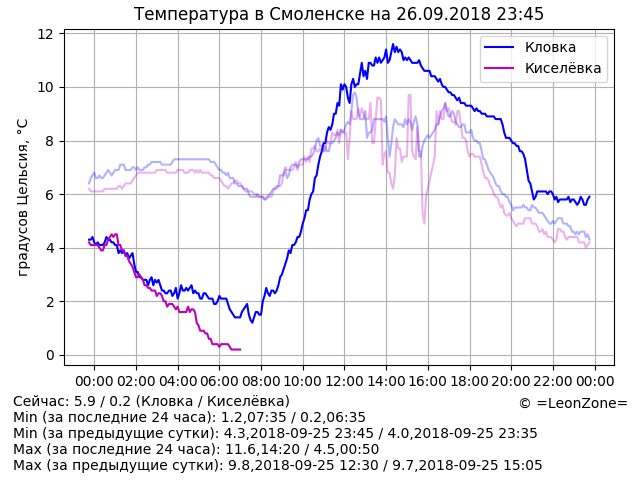 Температура в Смоленске на 26.09.2018 23:45
12
10
8
6
4
2
0
градусов Цельсия, °C
Кловка
Киселёвка
00:00 02:00 04:00 06:00 08:00 10:00 12:00 14:00 16:00 18:00 20:00 22:00 00:00
Сейчас: 5.9 / 0.2 (Кловка / Киселёвка)
© =LeonZone=
Min (за последние 24 часа): 1.2,07:35 / 0.2,06:35
Min (за предыдущие сутки): 4.3,2018-09-25 23:45 / 4.0,2018-09-25 23:35
Max (за последние 24 часа): 11.6,14:20 / 4.5,00:50
Max (за предыдущие сутки): 9.8,2018-09-25 12:30 / 9.7,2018-09-25 15:05